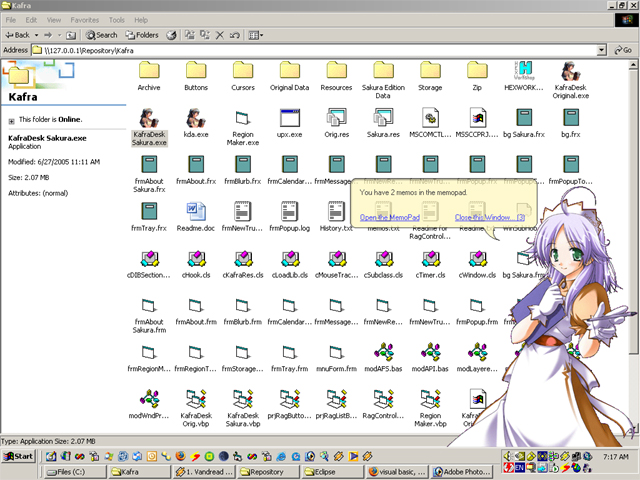 Kafra
File Edit View Favorites Tools Help
Back Search Folders
Address \\127.0.0.1\Repository\Kafra Go
Kafra
This folder is Online.
KafraDesk Sakura.exe
Application
Modified: 6/27/2005 11:11 AM
Size: 2.07 MB
Attributes: (normal)
Archive Buttons Cursors Original Data Resources Sakura Edition Data Storage Zip HEXWORK... KafraDesk Original.exe
KafraDesk Sakura.exe kda.exe Region Maker.exe upx.exe Orig.res Sakura.res MSCOMCTL... MSSCCPRJ... bg Sakura.frx bg.frx
frmAbout Sakura.frx frmAbout.frx frmBlurb.frx frmCalendar... frmMessage... frmPopupTo...
You have 2 memos in the memopad.
Open the MemoPad Close this Window... (3)
frmTray.frx Readme.doc frmNewTru... frmPopup.log History.txt memos.txt Readme for RagControl...
cDIBSection... cHook.cls cKafraRes.cls cLoadLib.cls cMouseTrac... cSubclass.cls cTimer.cls cWindow.cls bg Sakura.frm
frmAbout Sakura.frm frmAbout.frm frmBlurb.frm frmCalendar... frmMessage... frmNewRe... frmNewTru... frmPopup.frm
frmRegionM... frmRegionT... frmStorage... frmTray.frm mnuForm.frm modAFS.bas modAPI.bas modLayere...
modWndPr... KafraDesk Orig.vbp KafraDesk Sakura.vbp prjRagButt... prjRagListB... RagControl... Region Maker.vbp KafraDesk
Type: Application Size: 2.07 MB
Start 7:17 AM
Files (C:) Kafra 1. Vandread ... Repository Eclipse visual basic, ... Adobe Photo... EN